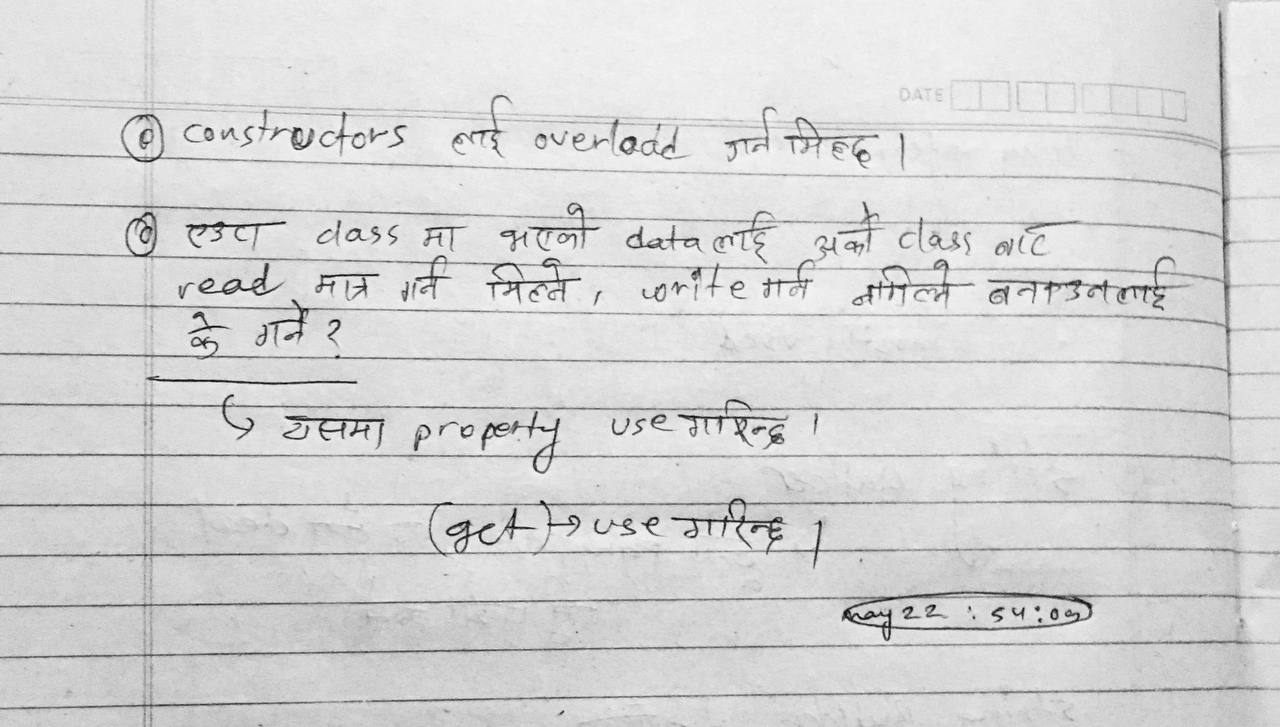 DATE
constructors लाई overload गर्न मिल्छ ।
एउटा class मा भएको data लाई अर्को class बाट
read मात्र गर्न मिल्ने, write गर्न नमिल्ने बनाउनलाई
के गर्ने ?
↳ यसमा property use गरिन्छ ।
(get) → use गरिन्छ ।
may 22 : 54:09